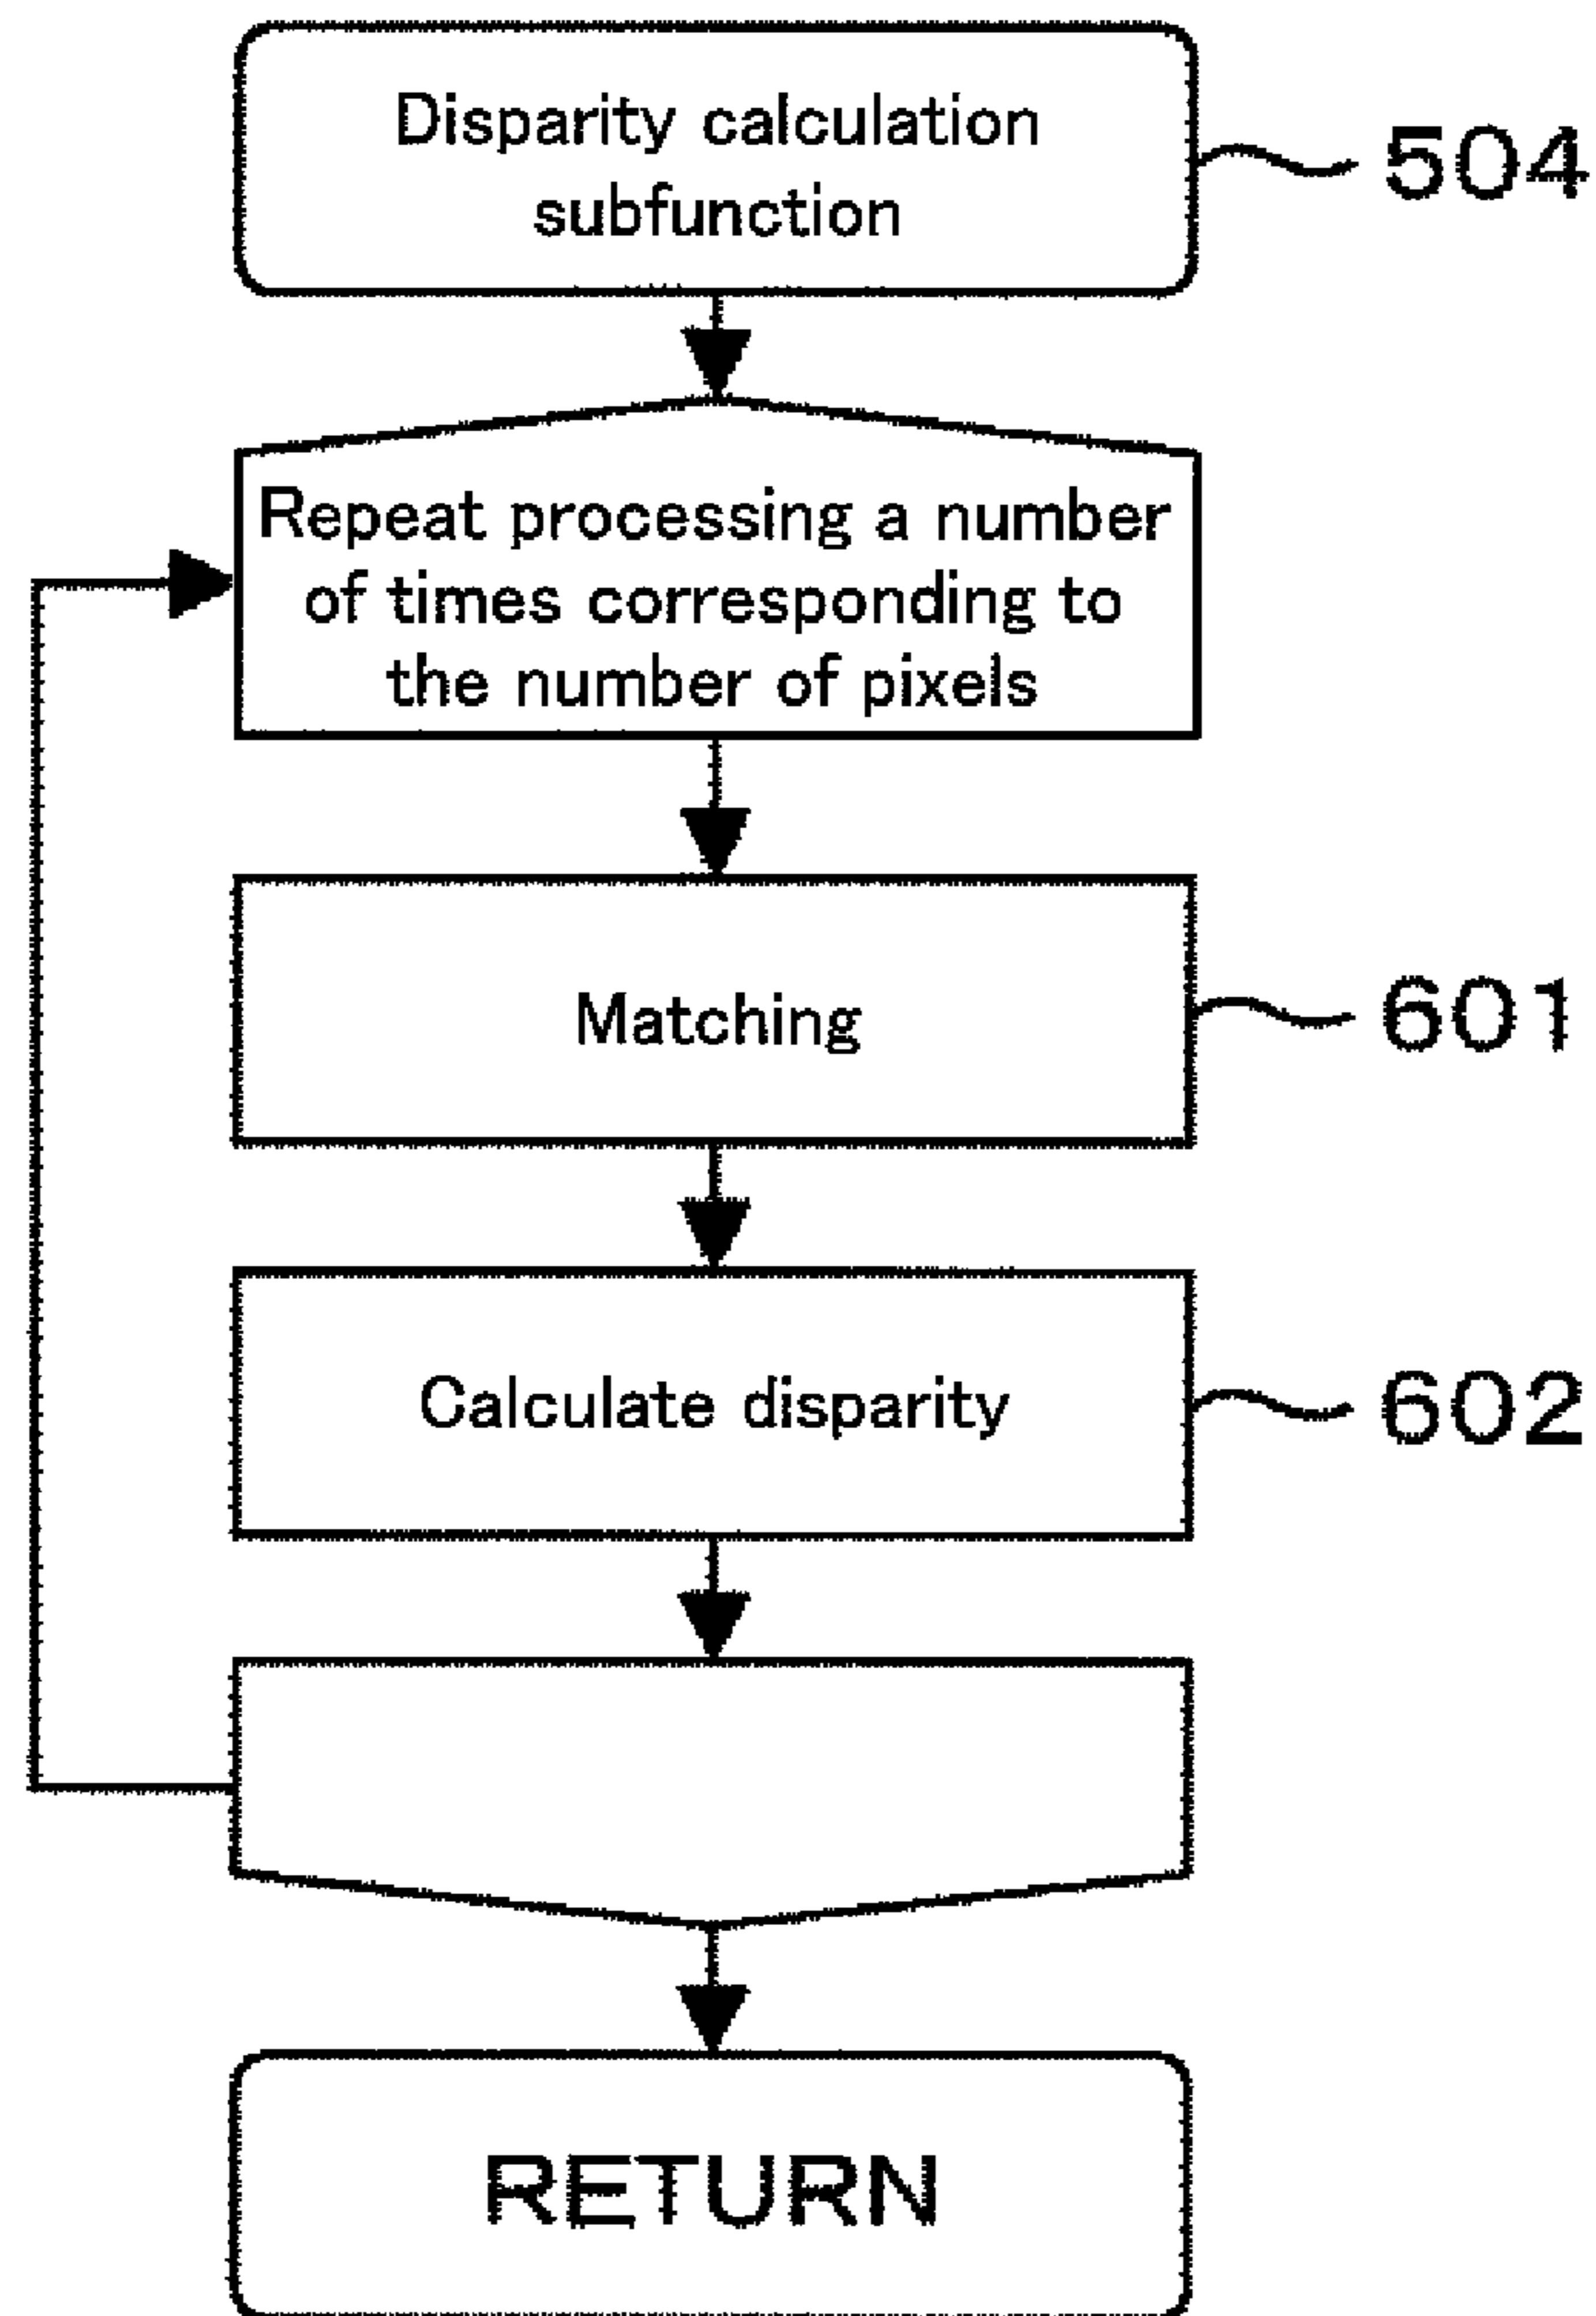 Disparity calculation
subfunction
504
Repeat processing a number
of times corresponding to
the number of pixels
Matching
601
Calculate disparity
602
RETURN